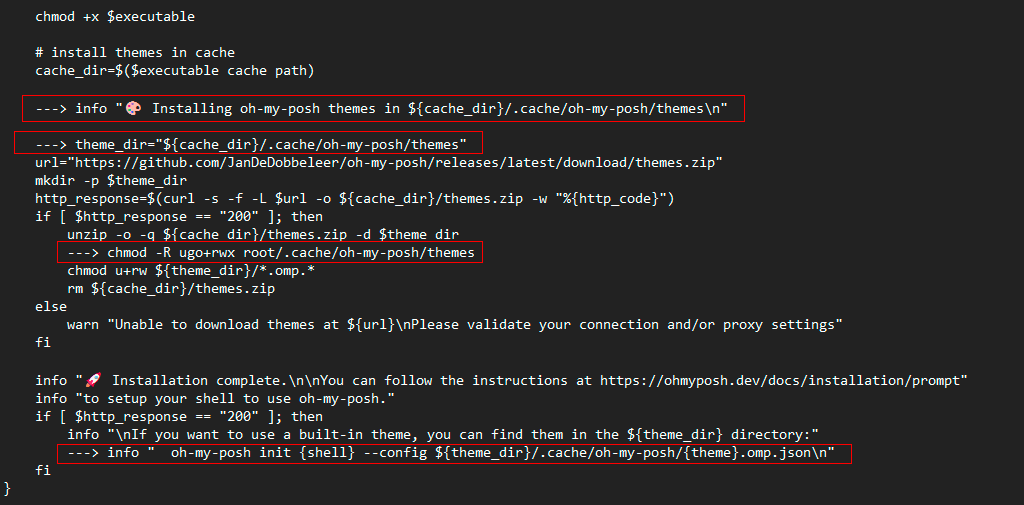 chmod +x $executable

    # install themes in cache
    cache_dir=$($executable cache path)

    ---> info "🎨 Installing oh-my-posh themes in ${cache_dir}/.cache/oh-my-posh/themes\n"

    ---> theme_dir="${cache_dir}/.cache/oh-my-posh/themes"
    url="https://github.com/JanDeDobbeleer/oh-my-posh/releases/latest/download/themes.zip"
    mkdir -p $theme_dir
    http_response=$(curl -s -f -L $url -o ${cache_dir}/themes.zip -w "%{http_code}")
    if [ $http_response == "200" ]; then
        unzip -o -q ${cache_dir}/themes.zip -d $theme_dir
        ---> chmod -R ugo+rwx root/.cache/oh-my-posh/themes
        chmod u+rw ${theme_dir}/*.omp.*
        rm ${cache_dir}/themes.zip
    else
        warn "Unable to download themes at ${url}\nPlease validate your connection and/or proxy settings"
    fi

    info "🚀 Installation complete.\n\nYou can follow the instructions at https://ohmyposh.dev/docs/installation/prompt"
    info "to setup your shell to use oh-my-posh."
    if [ $http_response == "200" ]; then
        info "\nIf you want to use a built-in theme, you can find them in the ${theme_dir} directory:"
        ---> info "  oh-my-posh init {shell} --config ${theme_dir}/.cache/oh-my-posh/{theme}.omp.json\n"
    fi
}